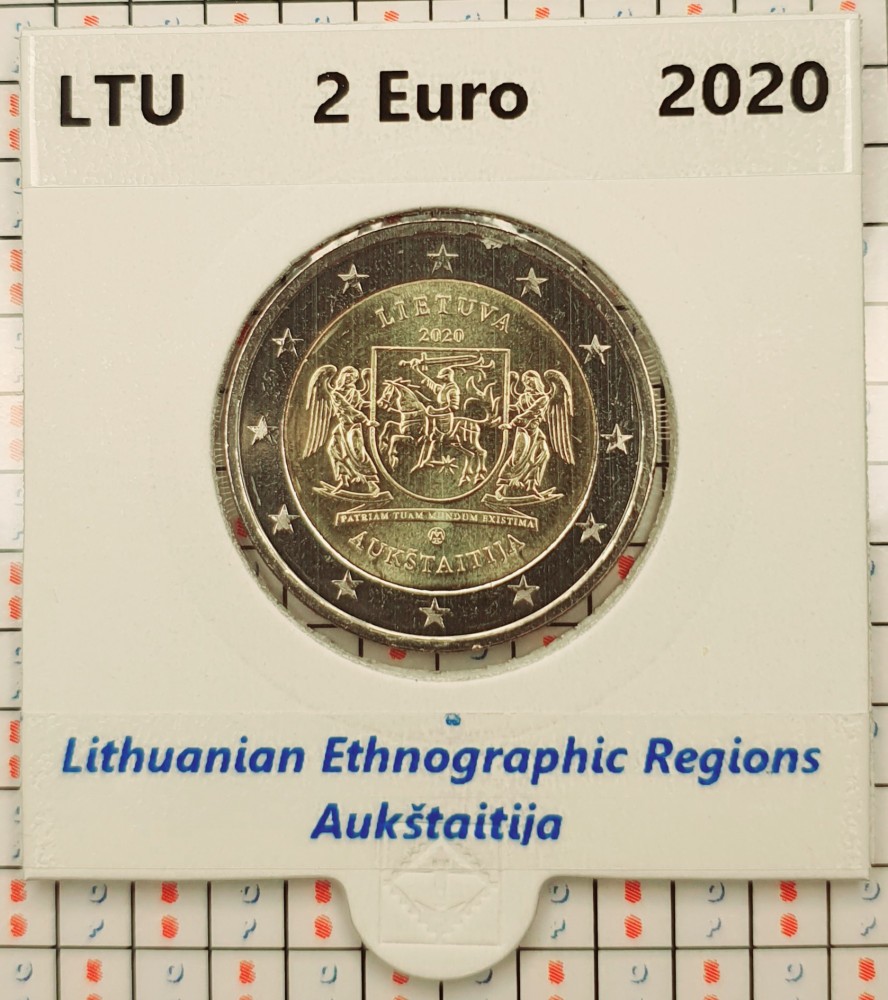 LTU 2 Euro 2020
LIETUVA
2020
PATRIAM TUAM MUNDUM EXISTIMA
AUKŠTAITIJA
Lithuanian Ethnographic Regions
Aukštaitija